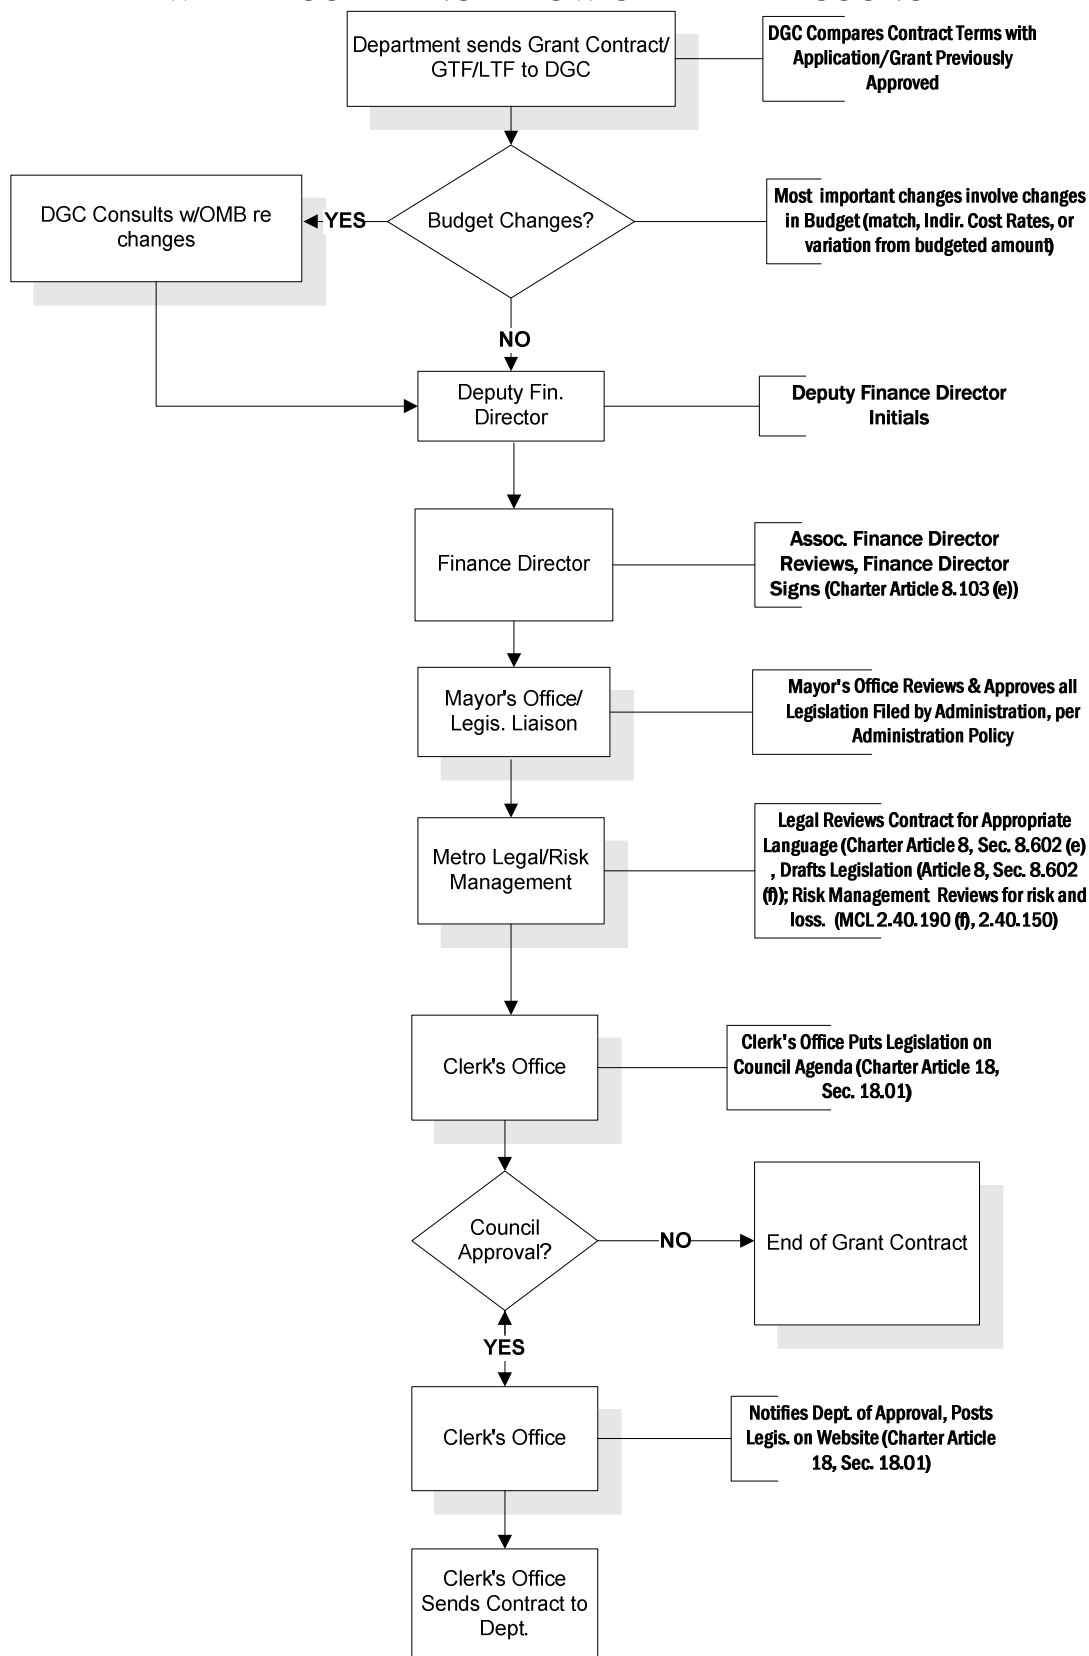 Department sends Grant Contract/
GTF/LTF to DGC
DGC Compares Contract Terms with
Application/Grant Previously
Approved
DGC Consults w/OMB re
changes
YES
Budget Changes?
Most important changes involve changes
in Budget (match, Indir. Cost Rates, or
variation from budgeted amount)
NO
Deputy Fin.
Director
Deputy Finance Director
Initials
Finance Director
Assoc. Finance Director
Reviews, Finance Director
Signs (Charter Article 8.103 (e))
Mayor's Office/
Legis. Liaison
Mayor's Office Reviews & Approves all
Legislation Filed by Administration, per
Administration Policy
Metro Legal/Risk
Management
Legal Reviews Contract for Appropriate
Language (Charter Article 8, Sec. 8.602 (e)
, Drafts Legislation (Article 8, Sec. 8.602
(f)); Risk Management Reviews for risk and
loss. (MCL 2.40.190 (f), 2.40.150)
Clerk's Office
Clerk's Office Puts Legislation on
Council Agenda (Charter Article 18,
Sec. 18.01)
Council
Approval?
NO
End of Grant Contract
YES
Clerk's Office
Notifies Dept. of Approval, Posts
Legis. on Website (Charter Article
18, Sec. 18.01)
Clerk's Office
Sends Contract to
Dept.